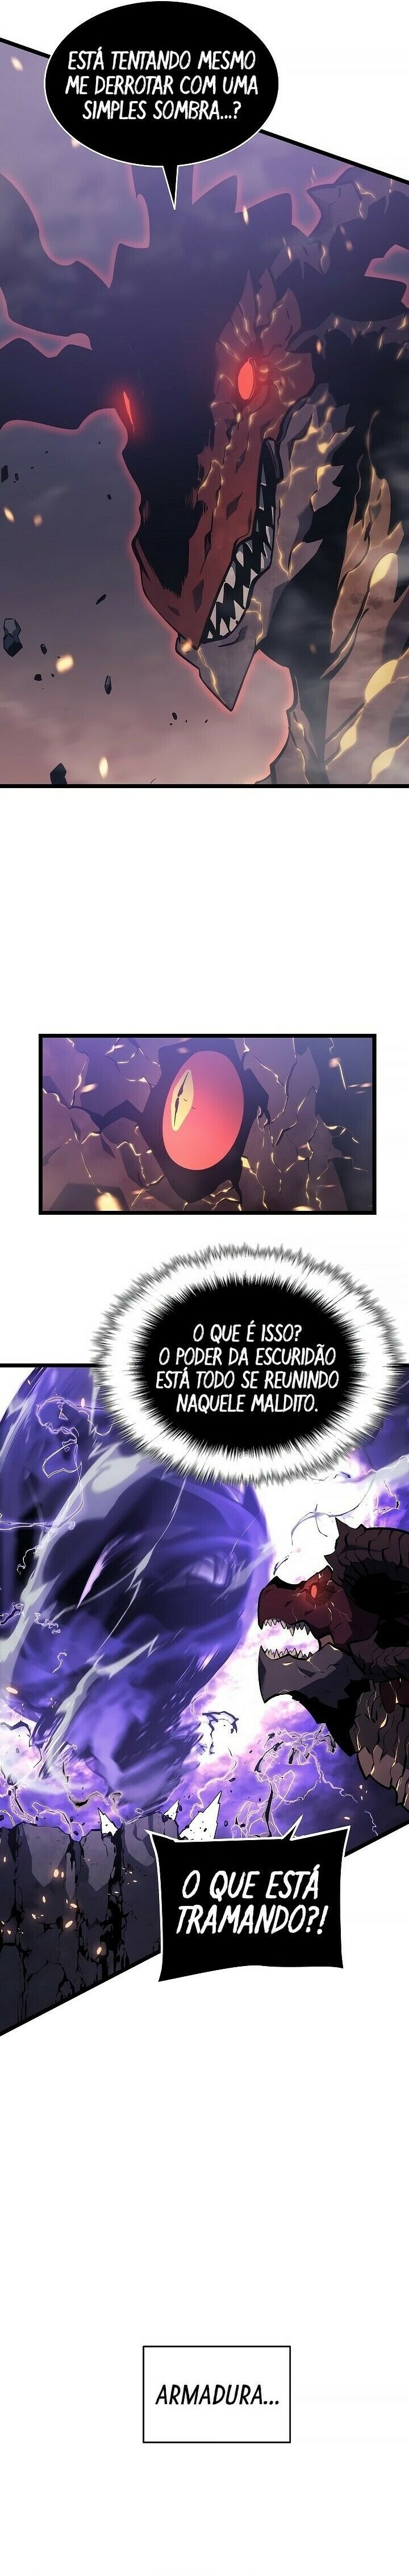 ESTÁ TENTANDO MESMO
ME DERROTAR COM UMA
SIMPLES SOMBRA...?
O QUE É ISSO?
O PODER DA ESCURIDÃO
ESTÁ TODO SE REUNINDO
NAQUELE MALDITO.
O QUE ESTÁ
TRAMANDO?!
ARMADURA...